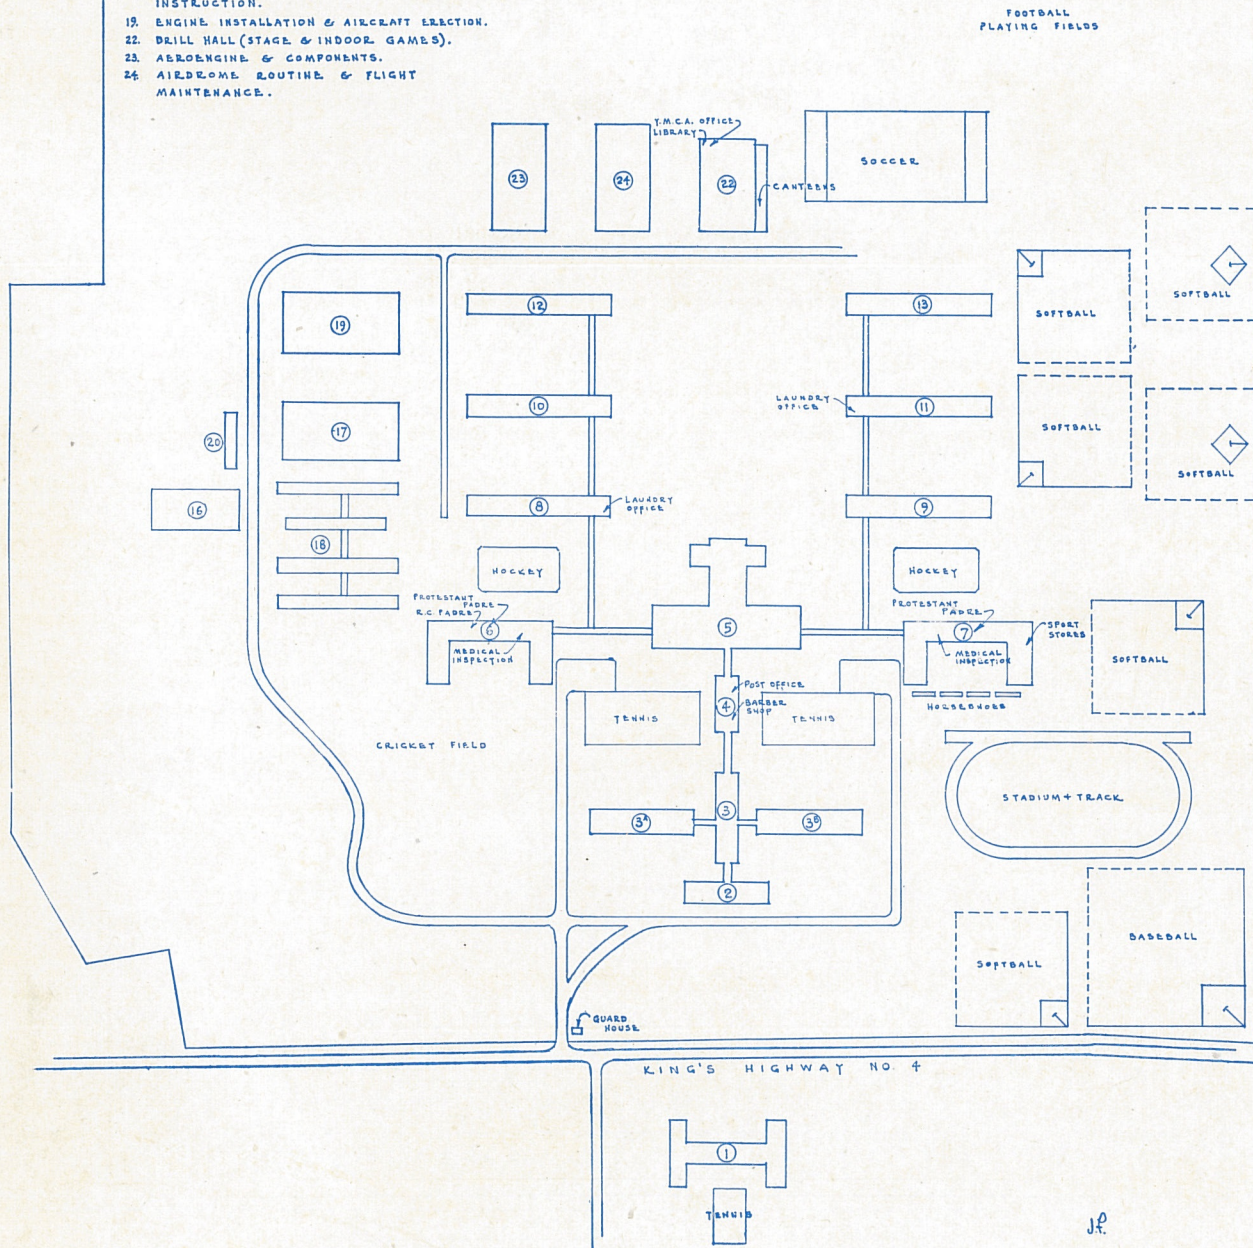 INSTRUCTION.
19. ENGINE INSTALLATION & AIRCRAFT ERECTION.
22. DRILL HALL (STAGE & INDOOR GAMES).
23. AEROENGINE & COMPONENTS.
24. AIRDROME ROUTINE & FLIGHT
MAINTENANCE.
FOOTBALL
PLAYING FIELDS
Y.M.C.A. OFFICE
LIBRARY
23
24
22
CANTEENS
SOCCER
SOFTBALL
SOFTBALL
19
12
13
17
10
LAUNDRY
OFFICE
11
SOFTBALL
SOFTBALL
20
16
8
LAUNDRY
OFFICE
9
18
HOCKEY
HOCKEY
PROTESTANT
PADRE
R.C. PADRE
6
MEDICAL
INSPECTION
5
PROTESTANT
PADRE
7
MEDICAL
INSPECTION
SPORT
STORES
SOFTBALL
POST OFFICE
4
BARBER
SHOP
HORSESHOES
TENNIS
TENNIS
CRICKET FIELD
STADIUM + TRACK
3
3A
3B
2
BASEBALL
SOFTBALL
GUARD
HOUSE
KING'S HIGHWAY NO. 4
1
TENNIS
J.P.